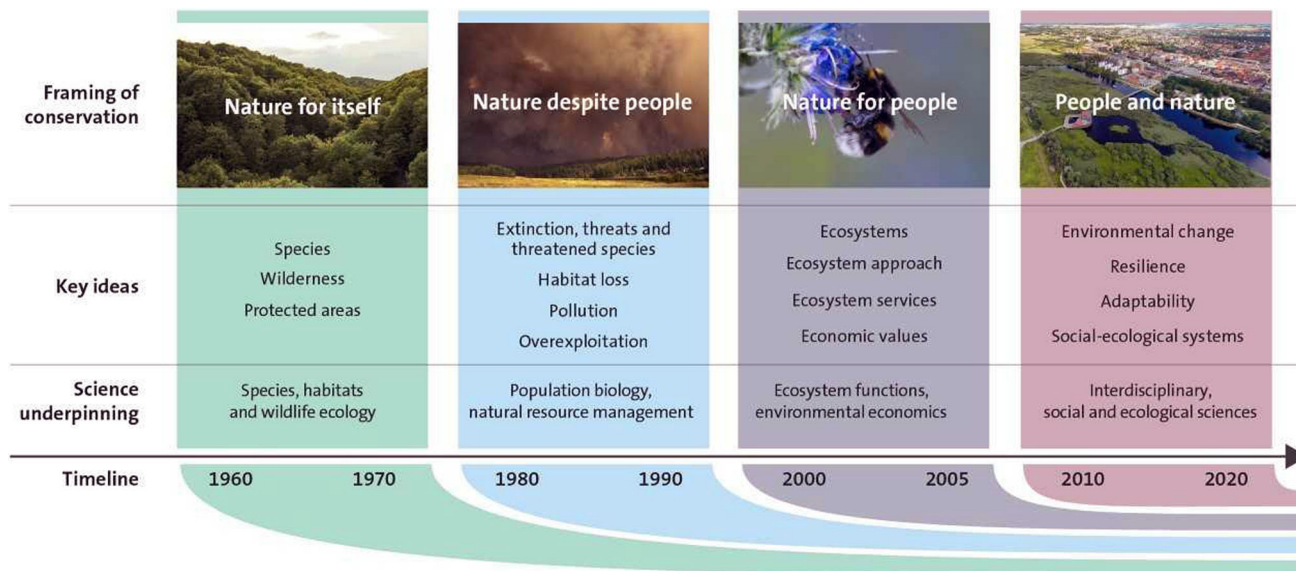 Framing of
conservation
Nature for itself
Nature despite people
Nature for people
People and nature
Key ideas
Species
Wilderness
Protected areas
Extinction, threats and
threatened species
Habitat loss
Pollution
Overexploitation
Ecosystems
Ecosystem approach
Ecosystem services
Economic values
Environmental change
Resilience
Adaptability
Social-ecological systems
Science
underpinning
Species, habitats
and wildlife ecology
Population biology,
natural resource management
Ecosystem functions,
environmental economics
Interdisciplinary,
social and ecological sciences
Timeline
1960
1970
1980
1990
2000
2005
2010
2020